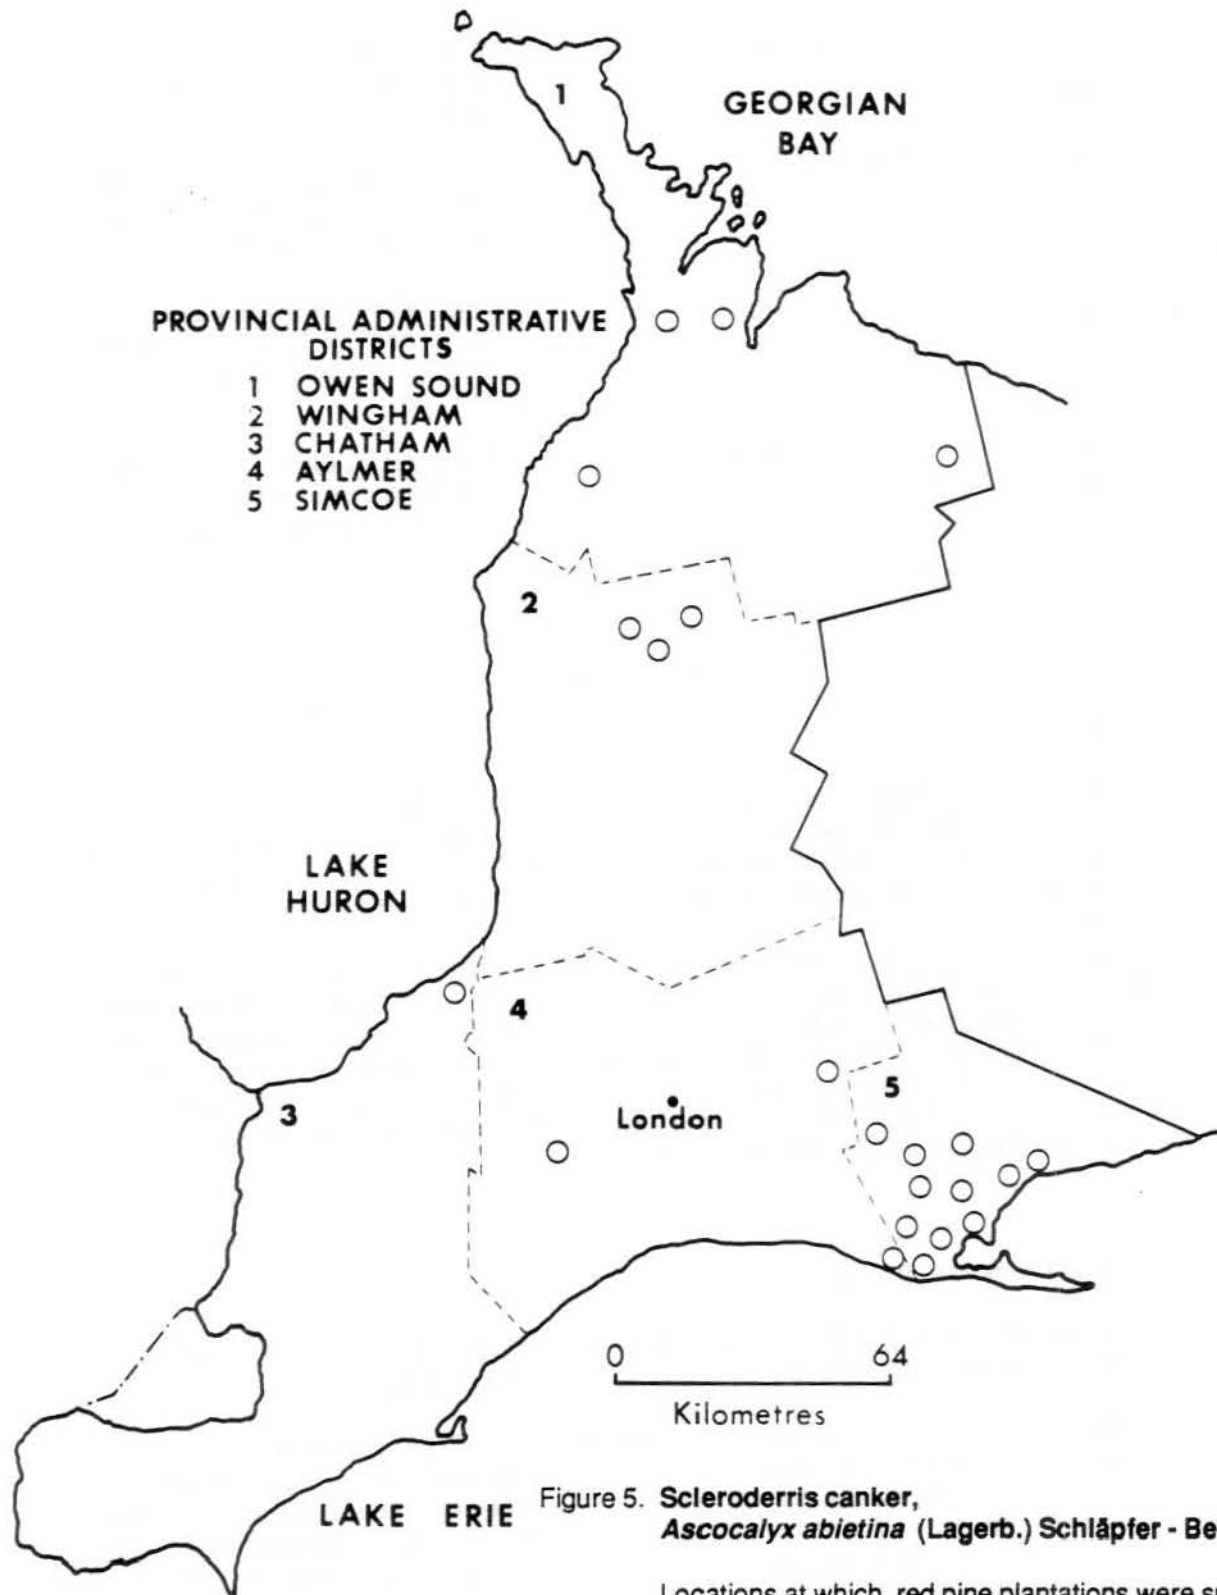 1
GEORGIAN
BAY
PROVINCIAL ADMINISTRATIVE
DISTRICTS
1 OWEN SOUND
2 WINGHAM
3 CHATHAM
4 AYLMER
5 SIMCOE
2
LAKE
HURON
4
3
London
5
0 64
Kilometres
LAKE ERIE
Figure 5. Scleroderris canker,
Ascocalyx abietina (Lagerb.) Schläpfer - Be
Locations at which red pine plantations were